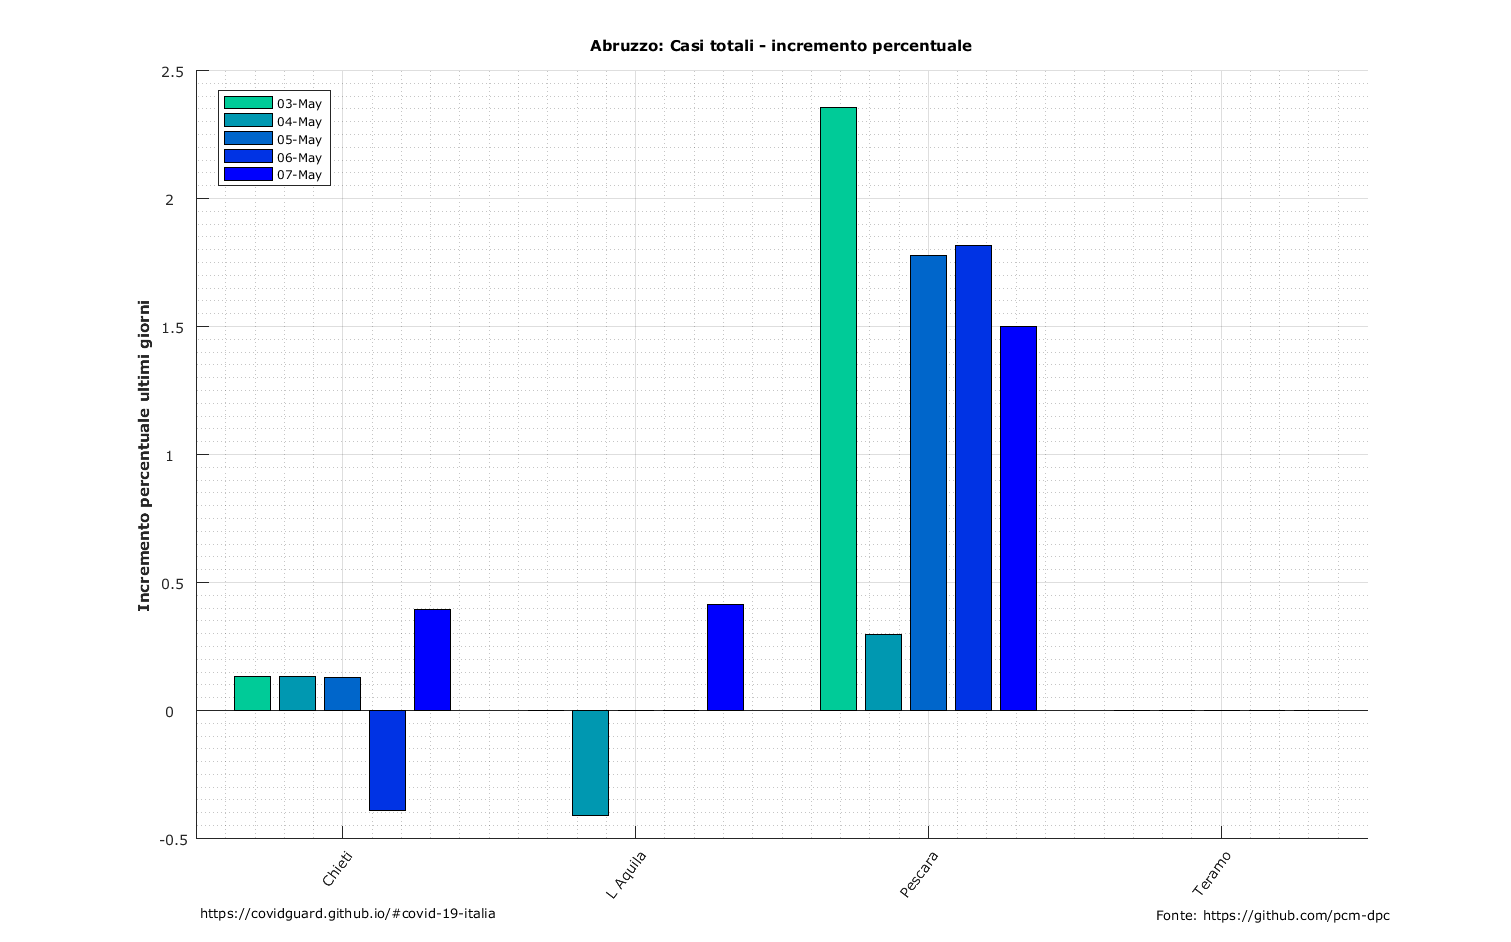 Abruzzo: Casi totali - incremento percentuale
2.5
2
1.5
1
0.5
0
-0.5
Incremento percentuale ultimi giorni
03-May
04-May
05-May
06-May
07-May
Chieti
L Aquila
Pescara
Teramo
https://covidguard.github.io/#covid-19-italia
Fonte: https://github.com/pcm-dpc